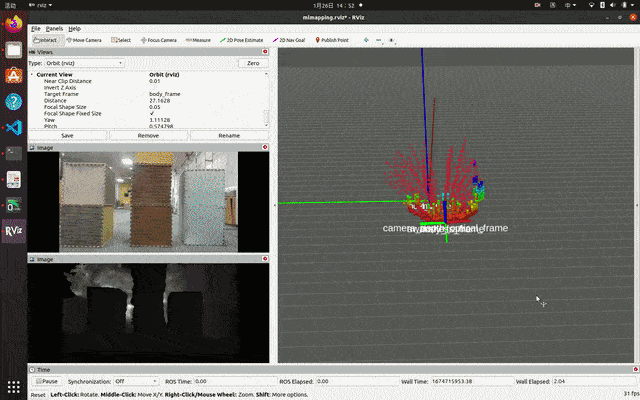 活动
rviz
1月26日 14：52
中
mlmapping.rviz* - RViz
File Panels Help
Interact Move Camera Select Focus Camera Measure 2D Pose Estimate 2D Nav Goal Publish Point
Views
Type: Orbit (rviz) Zero
Current View Orbit (rviz)
Near Clip Distance 0.01
Invert Z Axis
Target Frame body_frame
Distance 27.1628
Focal Shape Size 0.05
Focal Shape Fixed Size ✓
Yaw 3.11128
Pitch 0.574798
Save Remove Rename
Image
Image
RViz
Time
Pause Synchronization: Off ROS Time: 0.00 ROS Elapsed: 0.00 Wall Time: 1674715953.38 Wall Elapsed: 2.04
Reset Left-Click: Rotate. Middle-Click: Move X/Y. Right-Click/Mouse Wheel: Zoom. Shift: More options. 31 fps